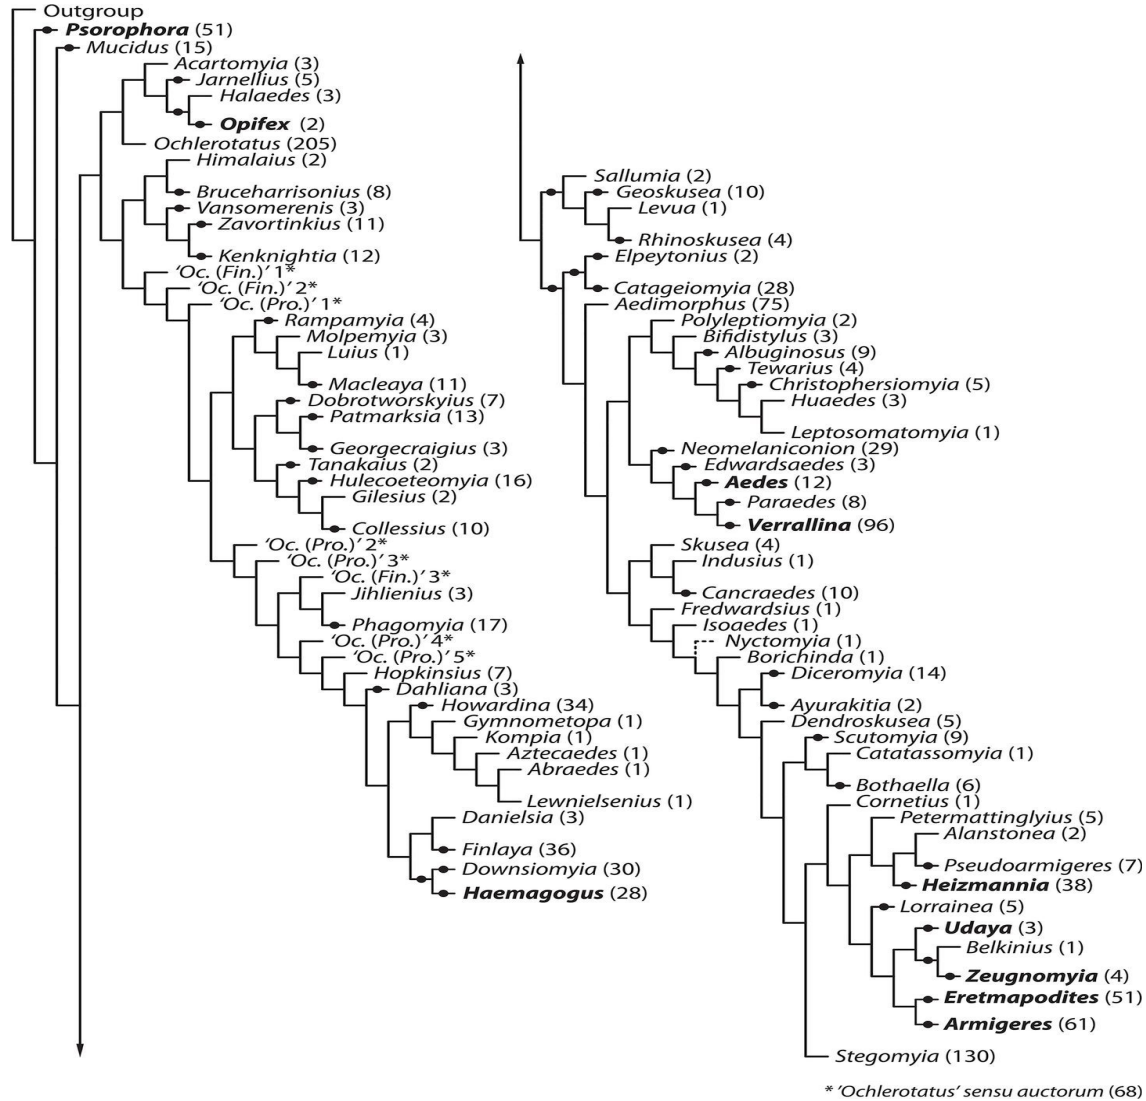 Outgroup
Psorophora (51)
Mucidus (15)
Acartomyia (3)
Jarnellius (5)
Halaedes (3)
Opifex (2)
Ochlerotatus (205)
Himalaius (2)
Bruceharrisonius (8)
Vansomerenis (3)
Zavortinkius (11)
Kenknightia (12)
‘Oc. (Fin.)’ 1*
‘Oc. (Fin.)’ 2*
‘Oc. (Pro.)’ 1*
Rampamyia (4)
Molpemyia (3)
Luius (1)
Macleaya (11)
Dobrotworskyius (7)
Patmarksia (13)
Georgecraigius (3)
Tanakaius (2)
Hulecoeteomyia (16)
Gilesius (2)
Collessius (10)
‘Oc. (Pro.)’ 2*
‘Oc. (Pro.)’ 3*
‘Oc. (Fin.)’ 3*
Jihlienius (3)
Phagomyia (17)
‘Oc. (Pro.)’ 4*
‘Oc. (Pro.)’ 5*
Hopkinsius (7)
Dahliana (3)
Howardina (34)
Gymnometopa (1)
Kompia (1)
Aztecaedes (1)
Abraedes (1)
Lewnielsenius (1)
Danielsia (3)
Finlaya (36)
Downsiomyia (30)
Haemagogus (28)
Sallumia (2)
Geoskusea (10)
Levua (1)
Rhinoskusea (4)
Elpeytonius (2)
Catageiomyia (28)
Aedimorphus (75)
Polyleptiomyia (2)
Bifidistylus (3)
Albuginosus (9)
Tewarius (4)
Christophersiomyia (5)
Huaedes (3)
Leptosomatomyia (1)
Neomelaniconion (29)
Edwardsaedes (3)
Aedes (12)
Paraedes (8)
Verrallina (96)
Skusea (4)
Indusius (1)
Cancraedes (10)
Fredwardsius (1)
Isoaedes (1)
Nyctomyia (1)
Borichinda (1)
Diceromyia (14)
Ayurakitia (2)
Dendroskusea (5)
Scutomyia (9)
Catatassomyia (1)
Bothaella (6)
Cornetius (1)
Petermattinglyius (5)
Alanstonea (2)
Pseudoarmigeres (7)
Heizmannia (38)
Lorrainea (5)
Udaya (3)
Belkinius (1)
Zeugnomyia (4)
Eretmapodites (51)
Armigeres (61)
Stegomyia (130)
* ‘Ochlerotatus’ sensu auctorum (68)